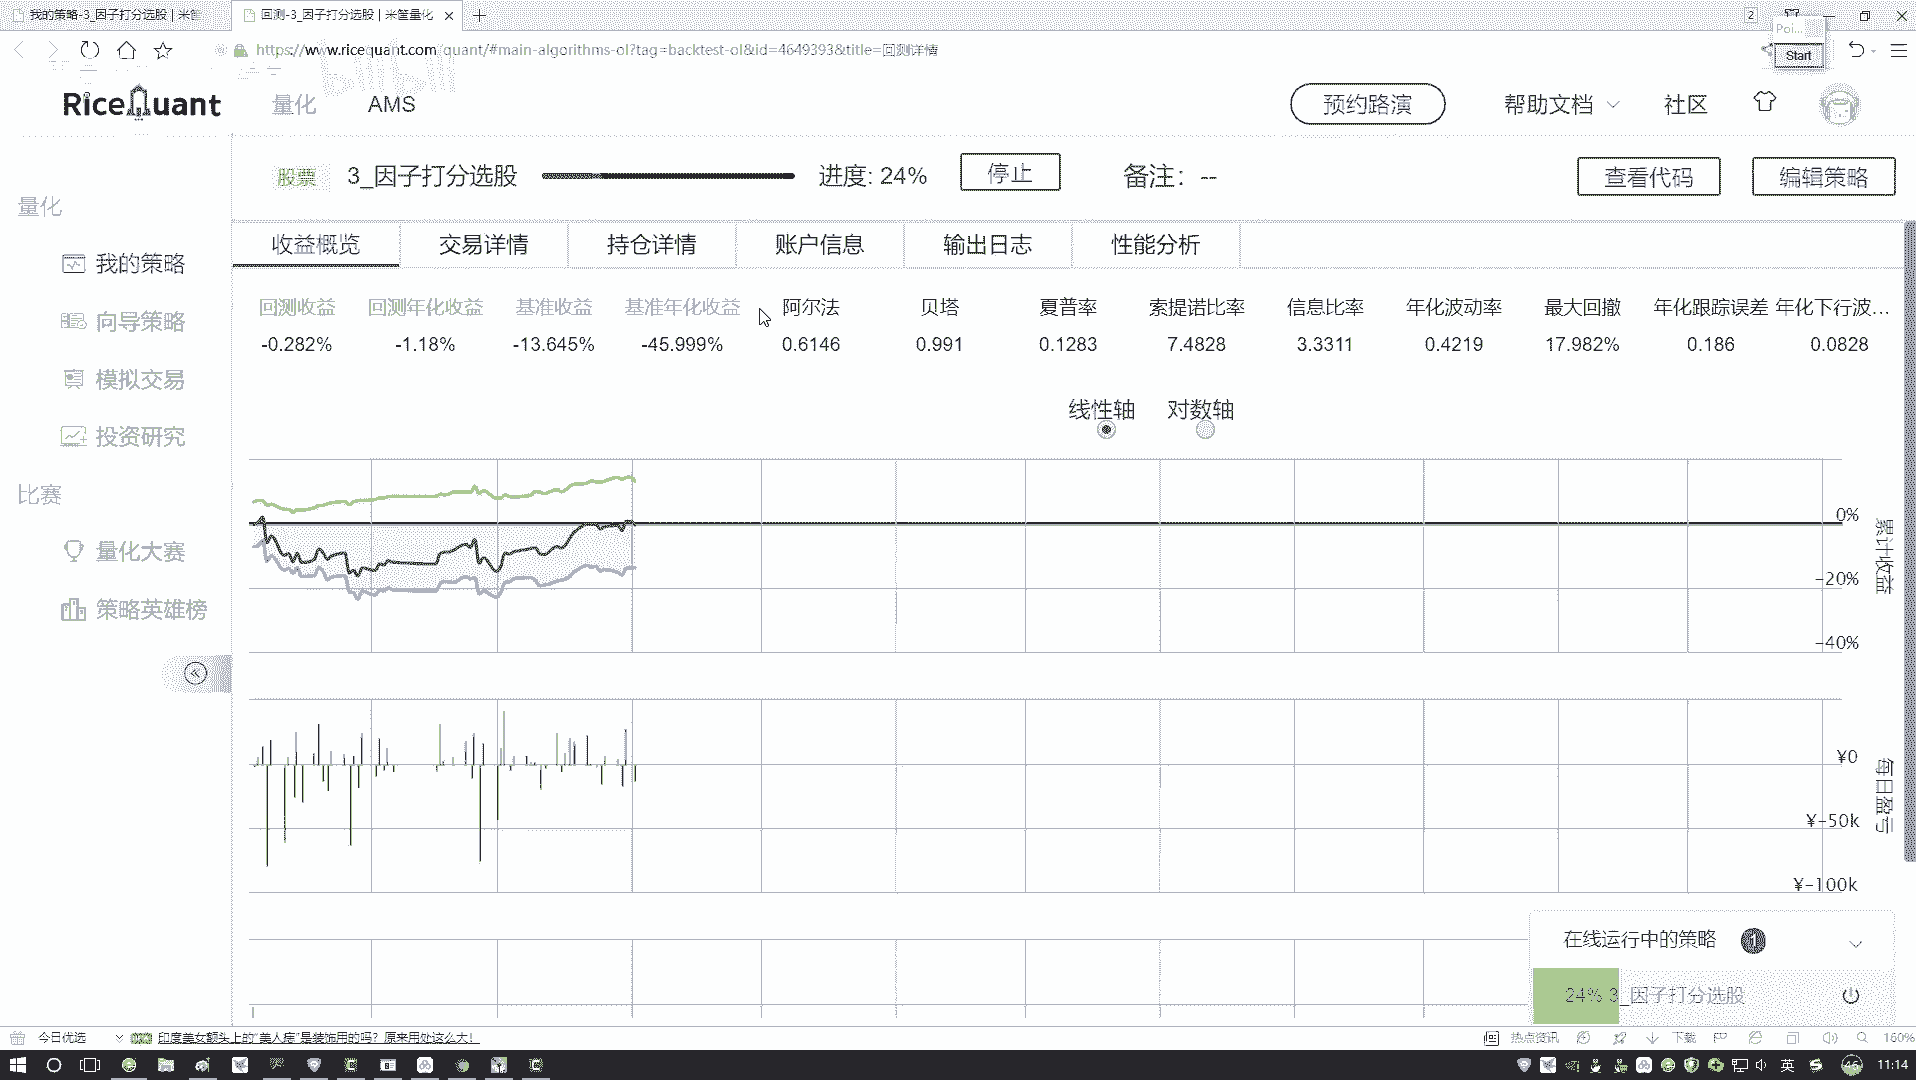 我的策略-3_因子打分选股 | 米筐
回测-3_因子打分选股 | 米筐量化
2
Poi...
Start
https://www.ricequant.com/quant/#main-algorithms-ol?tag=backtest-ol&id=4649393&title=回测详情
bilibili
RiceQuant
量化
AMS
预约路演
帮助文档
社区
股票
3_因子打分选股
进度: 24%
停止
备注：--
查看代码
编辑策略
量化
我的策略
向导策略
模拟交易
投资研究
比赛
量化大赛
策略英雄榜
收益概览
交易详情
持仓详情
账户信息
输出日志
性能分析
回测收益 回测年化收益 基准收益 基准年化收益 阿尔法 贝塔 夏普率 索提诺比率 信息比率 年化波动率 最大回撤 年化跟踪误差 年化下行波...
-0.282% -1.18% -13.645% -45.999% 0.6146 0.991 0.1283 7.4828 3.3311 0.4219 17.982% 0.186 0.0828
线性轴 对数轴
0%
-20%
-40%
累计收益
¥0
¥-50k
¥-100k
每日盈亏
在线运行中的策略 1
24% 3_因子打分选股
今日优选
印度美女额头上的“美人痣”是装饰用的吗？原来用处这么大！
热点资讯
下载
160%
英
46
11:14